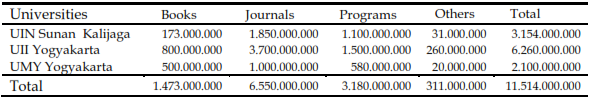 Universities Books Journals Programs Others Total
UIN Sunan Kalijaga 173.000.000 1.850.000.000 1.100.000.000 31.000.000 3.154.000.000
UII Yogyakarta 800.000.000 3.700.000.000 1.500.000.000 260.000.000 6.260.000.000
UMY Yogyakarta 500.000.000 1.000.000.000 580.000.000 20.000.000 2.100.000.000
Total 1.473.000.000 6.550.000.000 3.180.000.000 311.000.000 11.514.000.000